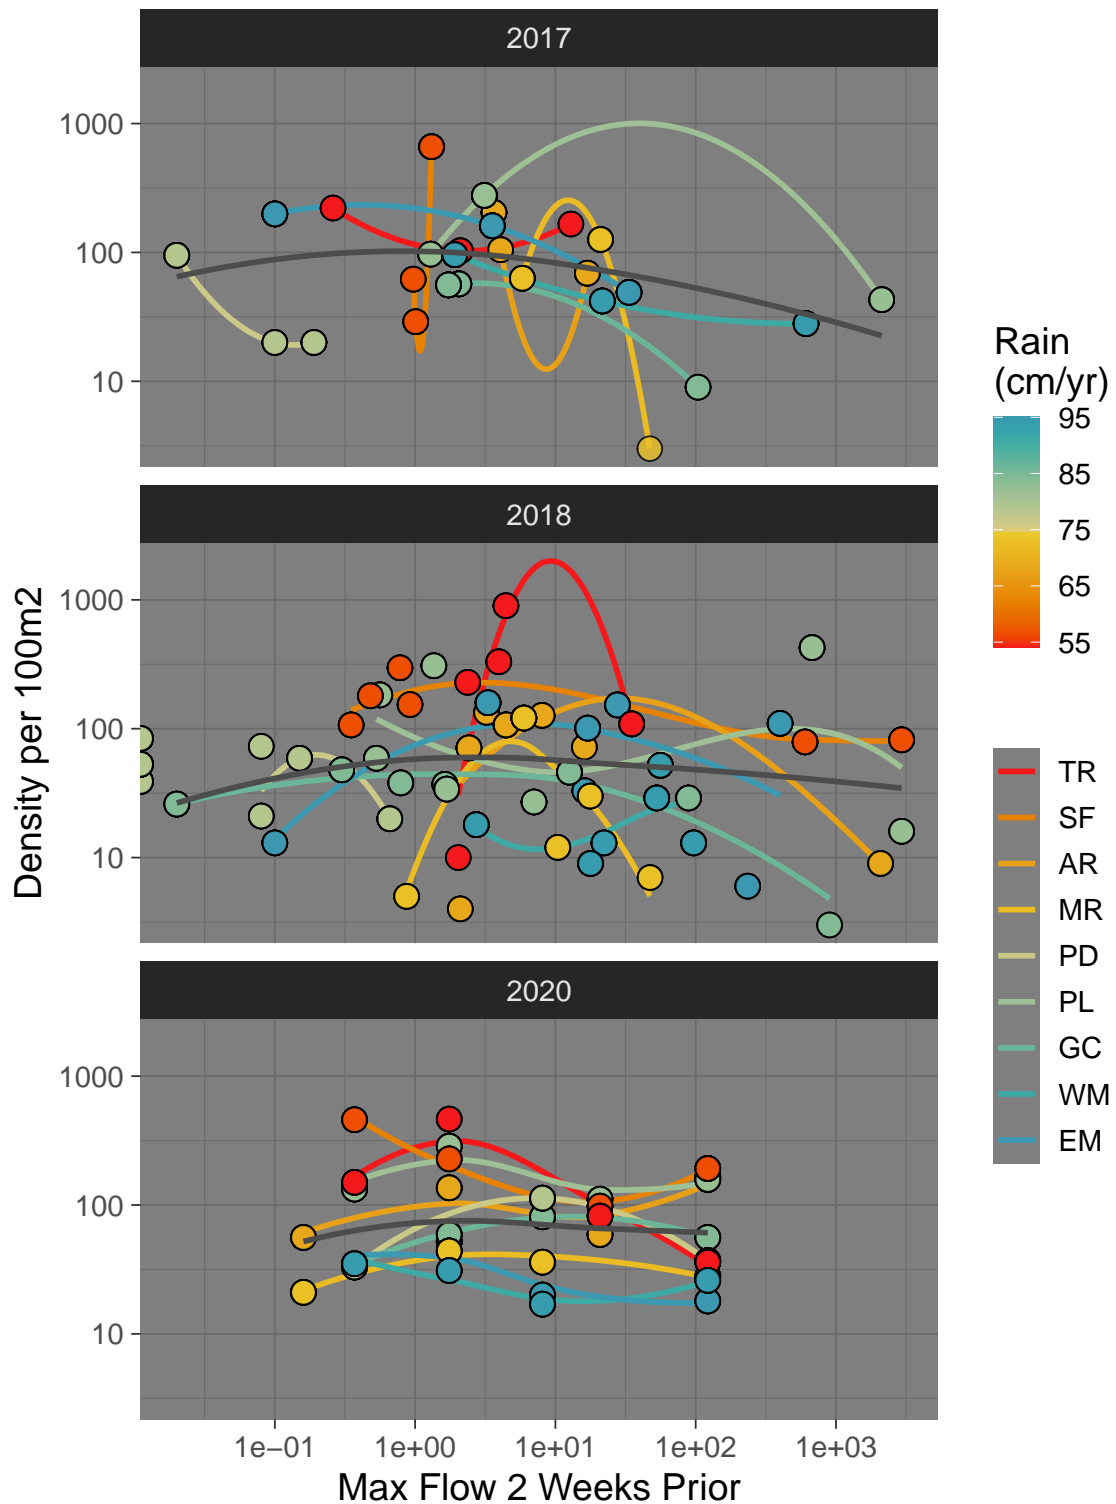 2017
1000
100
10
2018
1000
100
10
2020
1000
100
10
1e−01 1e+00 1e+01 1e+02 1e+03
Max Flow 2 Weeks Prior
Density per 100m2
Rain
(cm/yr)
95
85
75
65
55
TR
SF
AR
MR
PD
PL
GC
WM
EM